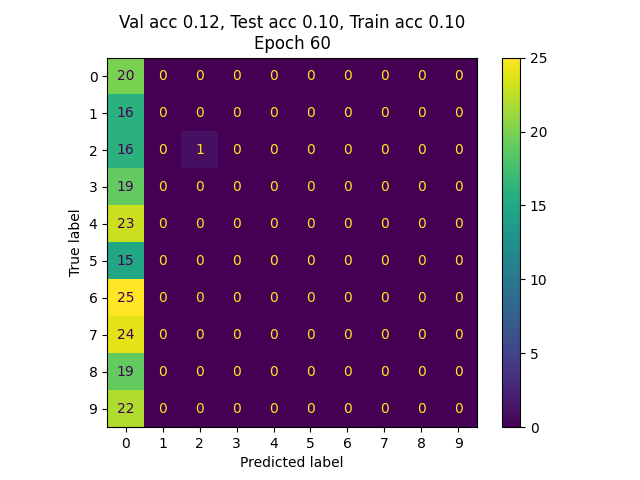 Val acc 0.12, Test acc 0.10, Train acc 0.10
Epoch 60
True label
0 20 0 0 0 0 0 0 0 0 0
1 16 0 0 0 0 0 0 0 0 0
2 16 0 1 0 0 0 0 0 0 0
3 19 0 0 0 0 0 0 0 0 0
4 23 0 0 0 0 0 0 0 0 0
5 15 0 0 0 0 0 0 0 0 0
6 25 0 0 0 0 0 0 0 0 0
7 24 0 0 0 0 0 0 0 0 0
8 19 0 0 0 0 0 0 0 0 0
9 22 0 0 0 0 0 0 0 0 0
0 1 2 3 4 5 6 7 8 9
Predicted label
25
20
15
10
5
0